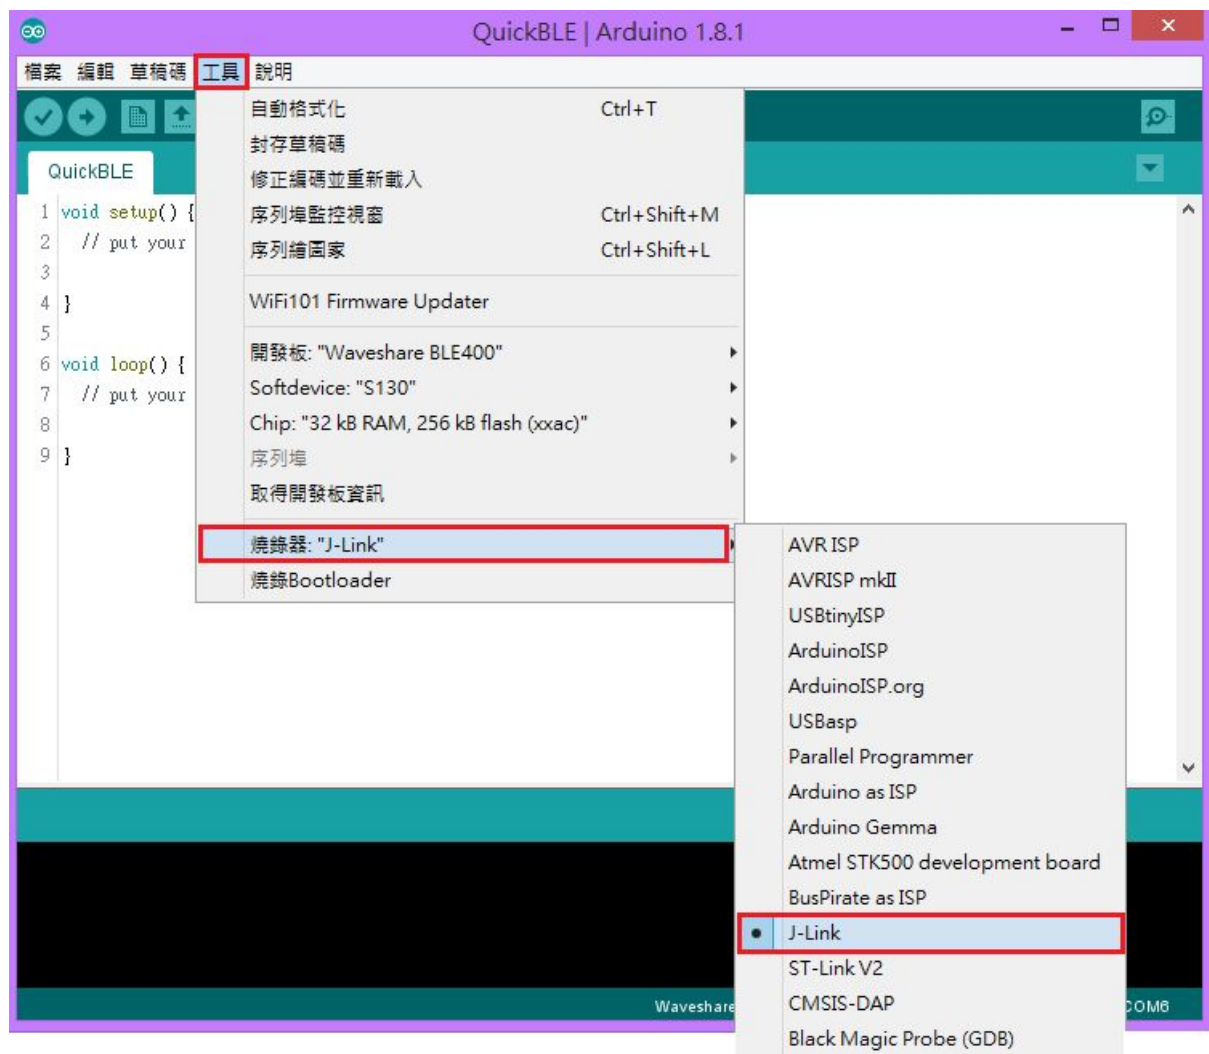 QuickBLE | Arduino 1.8.1
檔案 編輯 草稿碼 工具 說明
自動格式化 Ctrl+T
封存草稿碼
修正編碼並重新載入
序列埠監控視窗 Ctrl+Shift+M
序列繪圖家 Ctrl+Shift+L
WiFi101 Firmware Updater
開發板: "Waveshare BLE400"
Softdevice: "S130"
Chip: "32 kB RAM, 256 kB flash (xxac)"
序列埠
取得開發板資訊
燒錄器: "J-Link"
燒錄Bootloader
QuickBLE
1 void setup() {
2 // put your
3
4 }
5
6 void loop() {
7 // put your
8
9 }
AVR ISP
AVRISP mkII
USBtinyISP
ArduinoISP
ArduinoISP.org
USBasp
Parallel Programmer
Arduino as ISP
Arduino Gemma
Atmel STK500 development board
BusPirate as ISP
J-Link
ST-Link V2
CMSIS-DAP
Black Magic Probe (GDB)
Waveshare
COM6